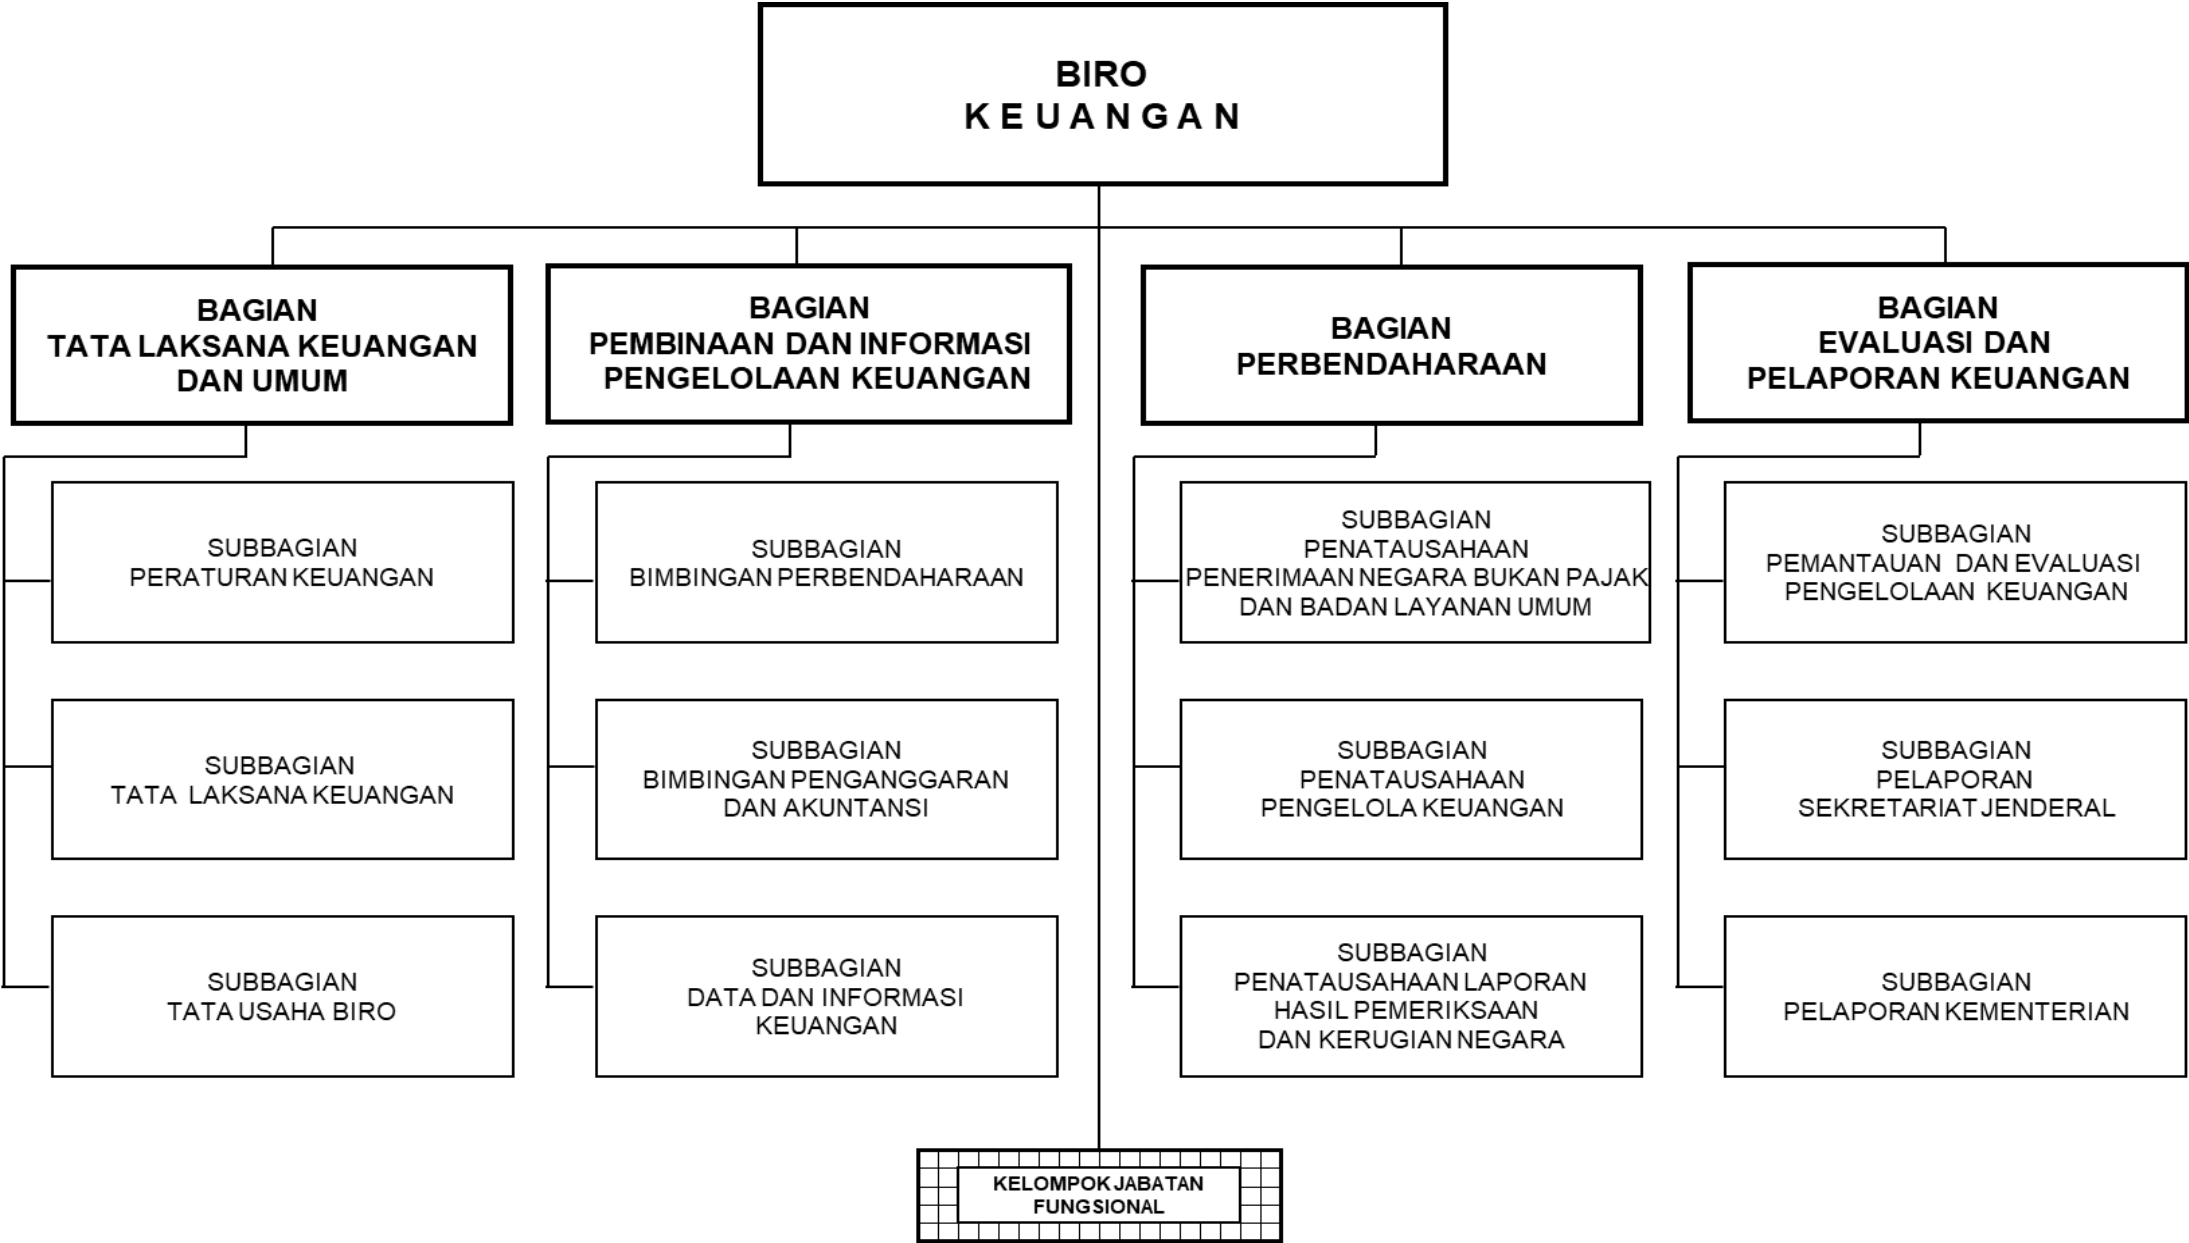 BIRO
K E U A N G A N
BAGIAN
TATA LAKSANA KEUANGAN
DAN UMUM
BAGIAN
PEMBINAAN DAN INFORMASI
PENGELOLAAN KEUANGAN
BAGIAN
PERBENDAHARAAN
BAGIAN
EVALUASI DAN
PELAPORAN KEUANGAN
SUBBAGIAN
PERATURAN KEUANGAN
SUBBAGIAN
BIMBINGAN PERBENDAHARAAN
SUBBAGIAN
PENATAUSAHAAN
PENERIMAAN NEGARA BUKAN PAJAK
DAN BADAN LAYANAN UMUM
SUBBAGIAN
PEMANTAUAN DAN EVALUASI
PENGELOLAAN KEUANGAN
SUBBAGIAN
TATA LAKSANA KEUANGAN
SUBBAGIAN
BIMBINGAN PENGANGGARAN
DAN AKUNTANSI
SUBBAGIAN
PENATAUSAHAAN
PENGELOLA KEUANGAN
SUBBAGIAN
PELAPORAN
SEKRETARIAT JENDERAL
SUBBAGIAN
TATA USAHA BIRO
SUBBAGIAN
DATA DAN INFORMASI
KEUANGAN
SUBBAGIAN
PENATAUSAHAAN LAPORAN
HASIL PEMERIKSAAN
DAN KERUGIAN NEGARA
SUBBAGIAN
PELAPORAN KEMENTERIAN
KELOMPOK JABATAN
FUNGSIONAL